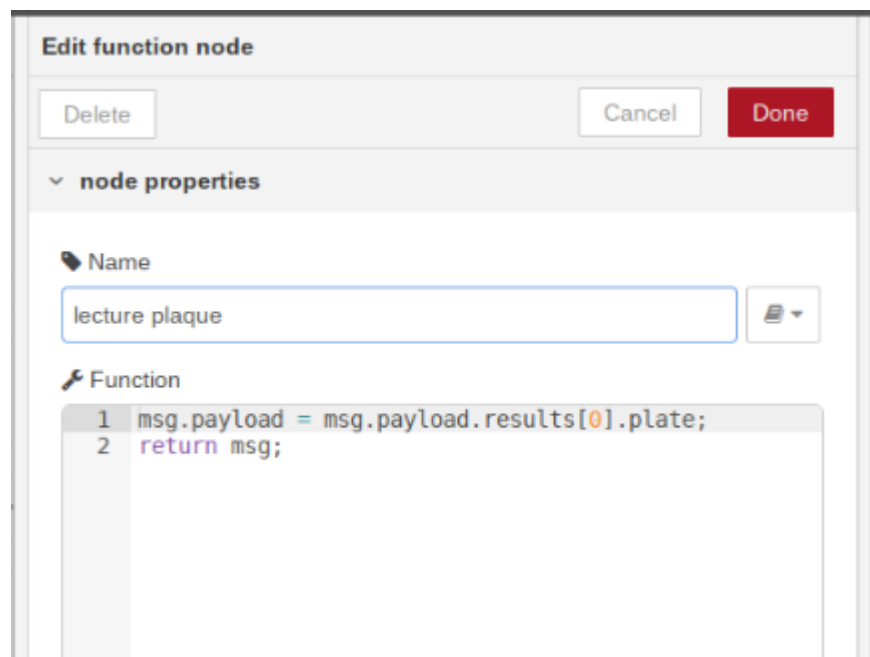 Edit function node
Delete Cancel Done
node properties
Name
lecture plaque
Function
1 msg.payload = msg.payload.results[0].plate;
2 return msg;